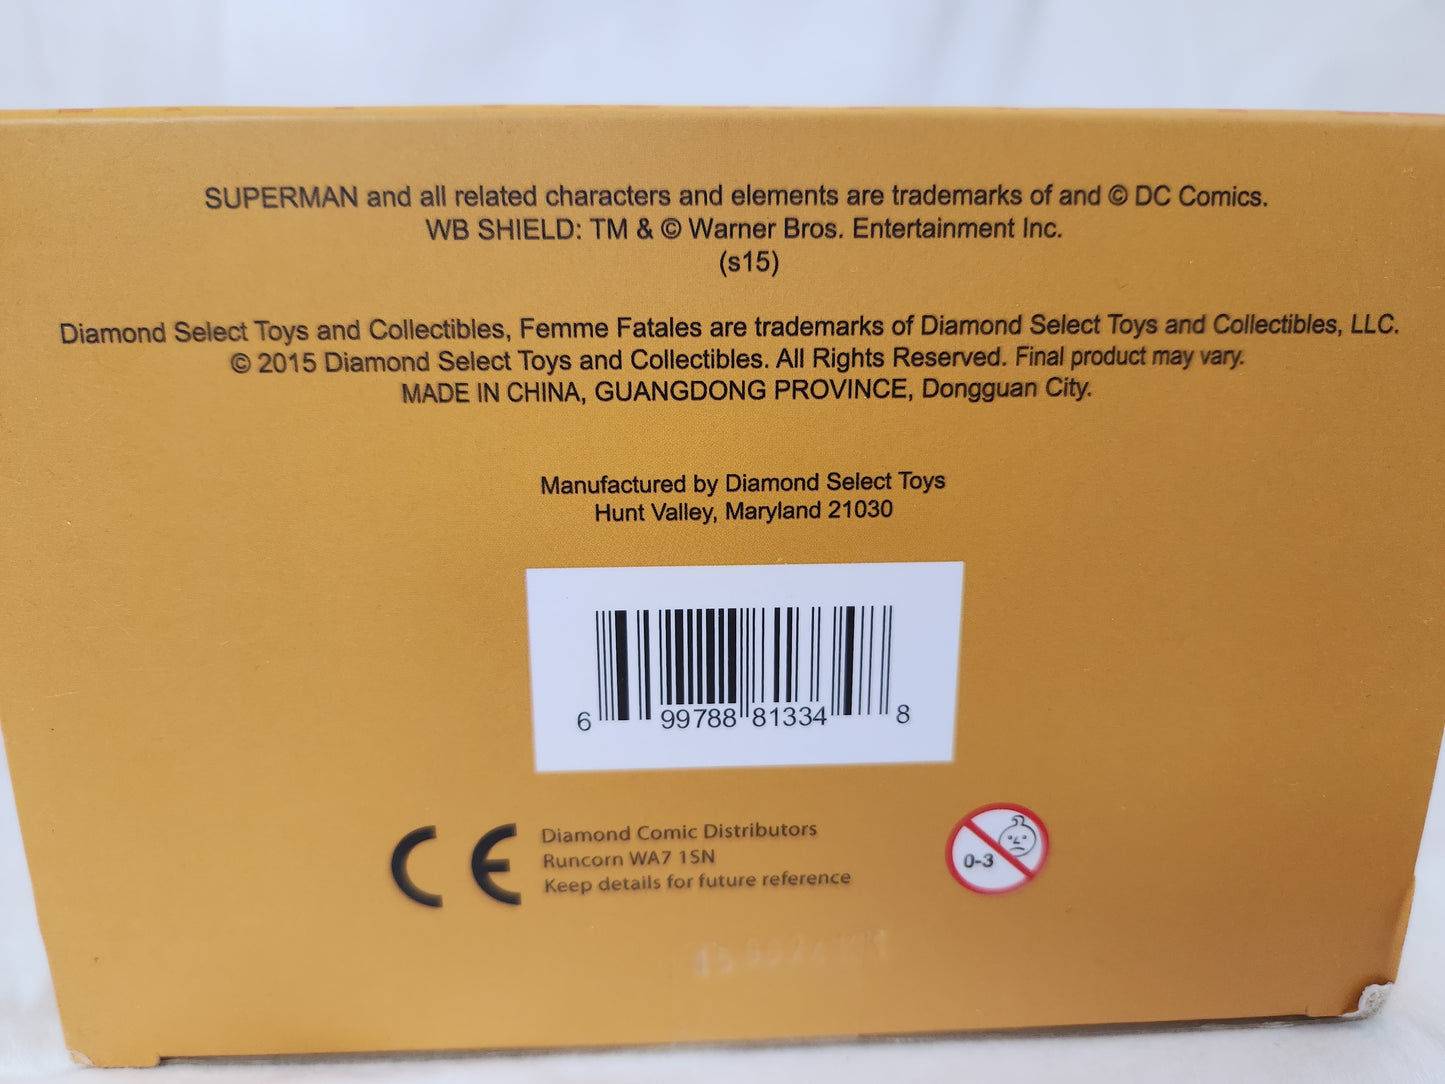 SUPERMAN and all related characters and elements are trademarks of and © DC Comics.
WB SHIELD: TM & © Warner Bros. Entertainment Inc.
(s15)
Diamond Select Toys and Collectibles, Femme Fatales are trademarks of Diamond Select Toys and Collectibles, LLC.
© 2015 Diamond Select Toys and Collectibles. All Rights Reserved. Final product may vary.
MADE IN CHINA, GUANGDONG PROVINCE, Dongguan City.
Manufactured by Diamond Select Toys
Hunt Valley, Maryland 21030
6 99788 81334 8
CE
Diamond Comic Distributors
Runcorn WA7 1SN
Keep details for future reference
0-3